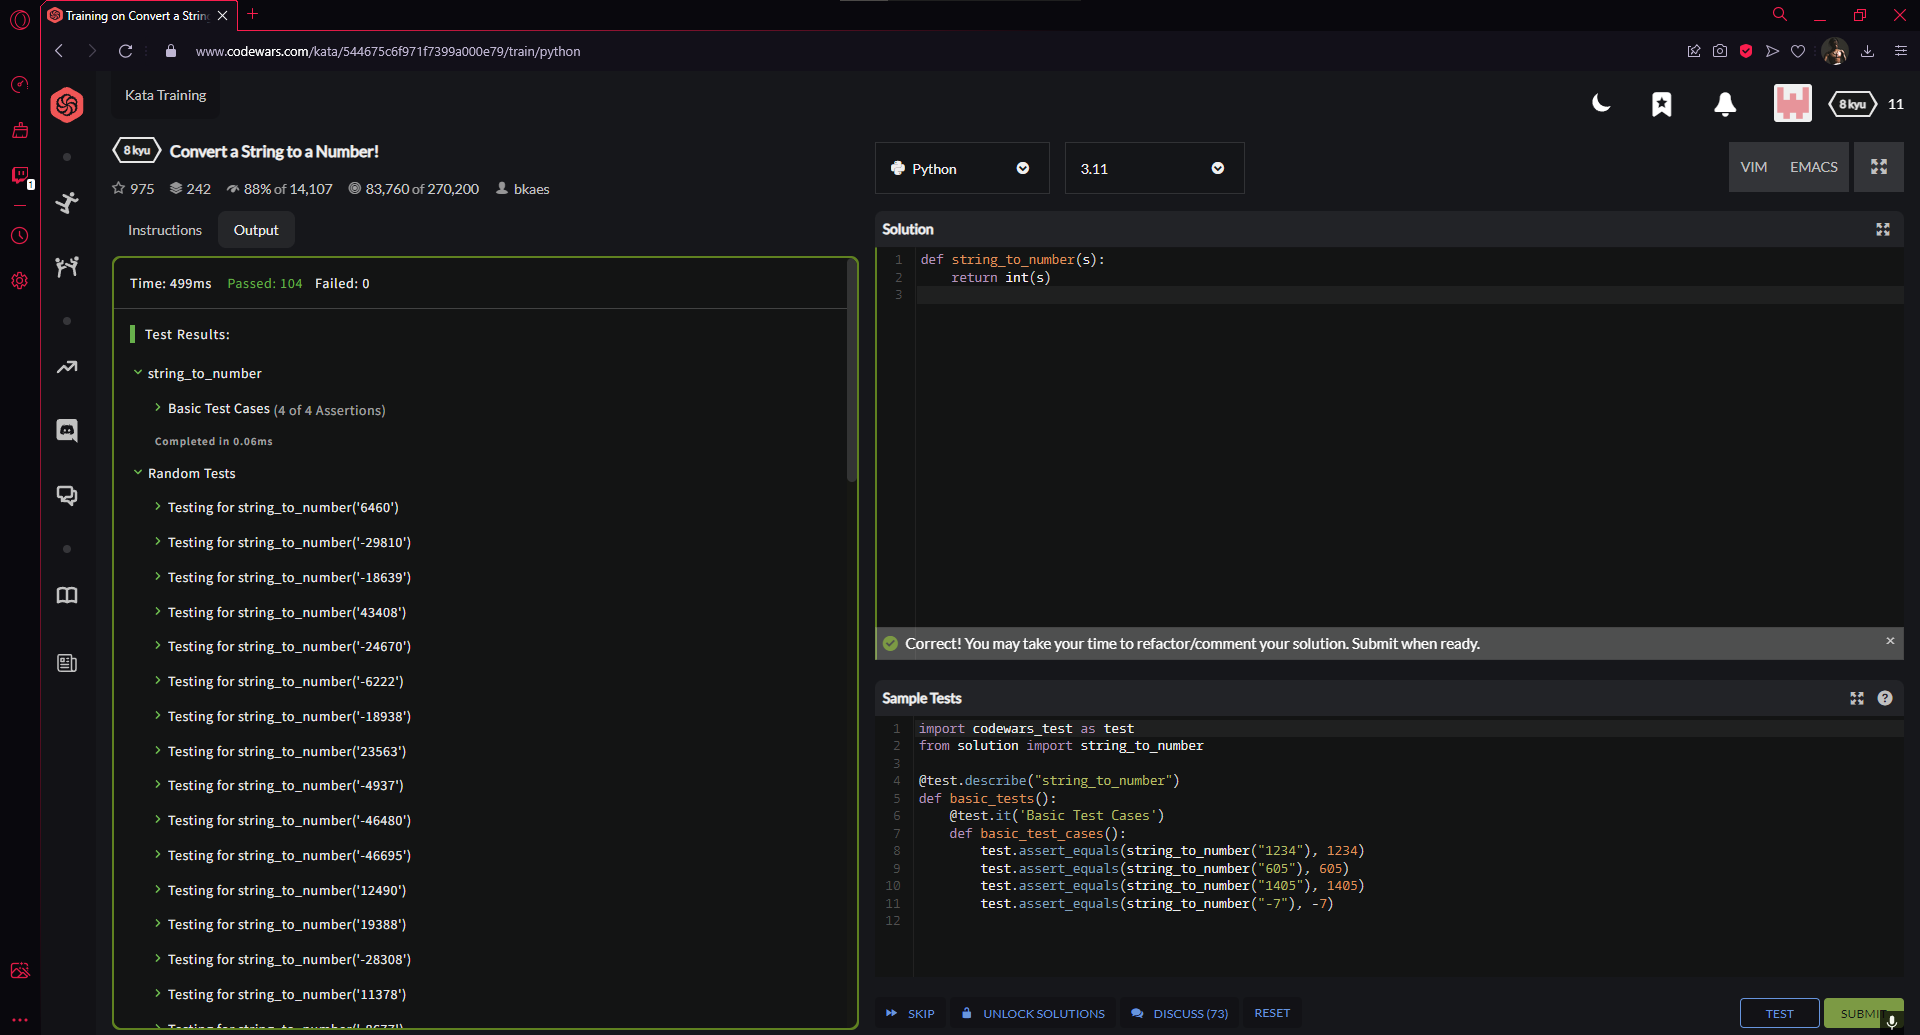 Training on Convert a String
www.codewars.com/kata/544675c6f971f7399a000e79/train/python
1
Kata Training
8 kyu 11
8 kyu Convert a String to a Number!
975 242 88% of 14,107 83,760 of 270,200 bkaes
Python
3.11
VIM EMACS
Instructions Output
Time: 499ms Passed: 104 Failed: 0
Test Results:
string_to_number
Basic Test Cases (4 of 4 Assertions)
Completed in 0.06ms
Random Tests
Testing for string_to_number('6460')
Testing for string_to_number('-29810')
Testing for string_to_number('-18639')
Testing for string_to_number('43408')
Testing for string_to_number('-24670')
Testing for string_to_number('-6222')
Testing for string_to_number('-18938')
Testing for string_to_number('23563')
Testing for string_to_number('-4937')
Testing for string_to_number('-46480')
Testing for string_to_number('-46695')
Testing for string_to_number('12490')
Testing for string_to_number('19388')
Testing for string_to_number('-28308')
Testing for string_to_number('11378')
Solution
1 def string_to_number(s):
2 return int(s)
3
Correct! You may take your time to refactor/comment your solution. Submit when ready.
Sample Tests
1 import codewars_test as test
2 from solution import string_to_number
3
4 @test.describe("string_to_number")
5 def basic_tests():
6 @test.it('Basic Test Cases')
7 def basic_test_cases():
8 test.assert_equals(string_to_number("1234"), 1234)
9 test.assert_equals(string_to_number("605"), 605)
10 test.assert_equals(string_to_number("1405"), 1405)
11 test.assert_equals(string_to_number("-7"), -7)
12
SKIP UNLOCK SOLUTIONS DISCUSS (73) RESET
TEST SUBMIT